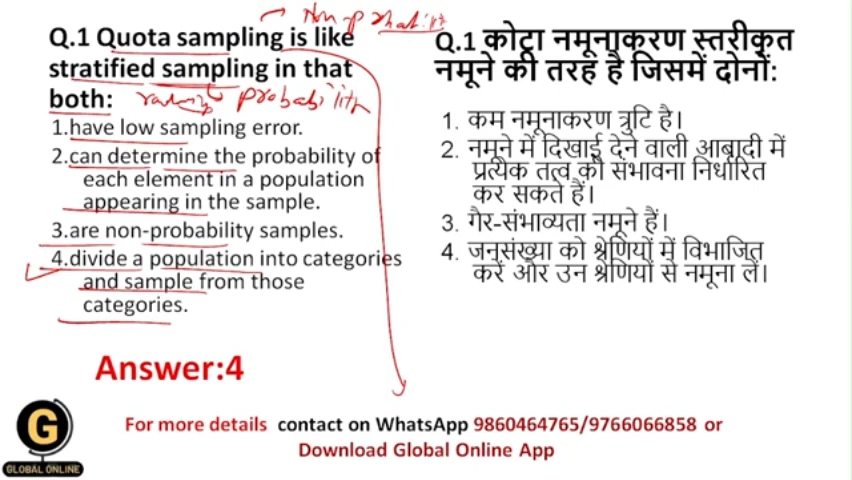 Non p
Q.1 Quota sampling is like
stratified sampling in that
both:
probability
1.have low sampling error.
2.can determine the probability of
each element in a population
appearing in the sample.
3.are non-probability samples.
4.divide a population into categories
and sample from those
categories.
Answer:4
Q.1 कोटा नमूनाकरण स्तरीकृत
नमूने की तरह है जिसमें दोनों:
1. कम नमूनाकरण त्रुटि है।
2. नमूने में दिखाई देने वाली आबादी में
प्रत्येक तत्व की संभावना निर्धारित
कर सकते हैं।
3. गैर-संभाव्यता नमूने हैं।
4. जनसंख्या को श्रेणियों में विभाजित
करें और उन श्रेणियों से नमूना लें।
G
GLOBAL ONLINE
For more details contact on WhatsApp 9860464765/9766066858 or
Download Global Online App